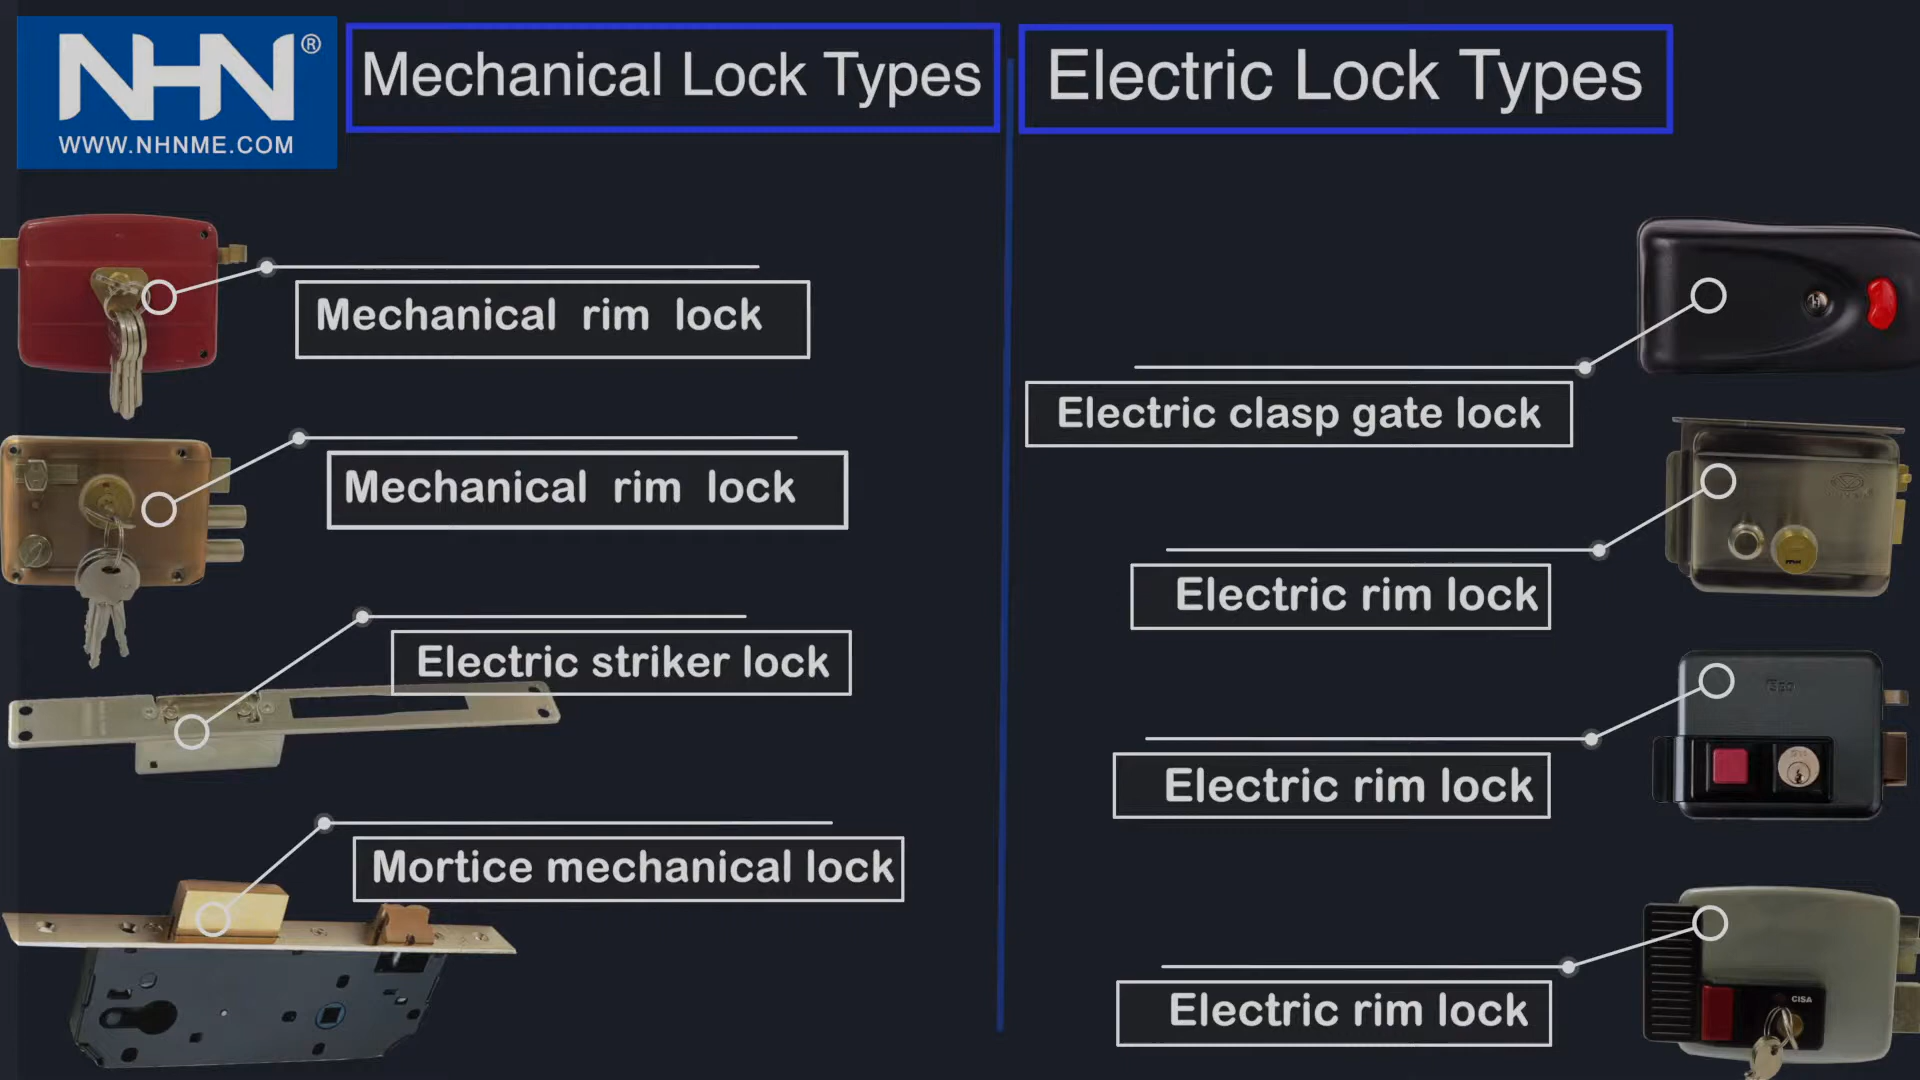 NHN®
WWW.NHNME.COM
Mechanical Lock Types
Mechanical rim lock
Mechanical rim lock
Electric striker lock
Mortice mechanical lock
Electric Lock Types
Electric clasp gate lock
Electric rim lock
Electric rim lock
Electric rim lock
CISA